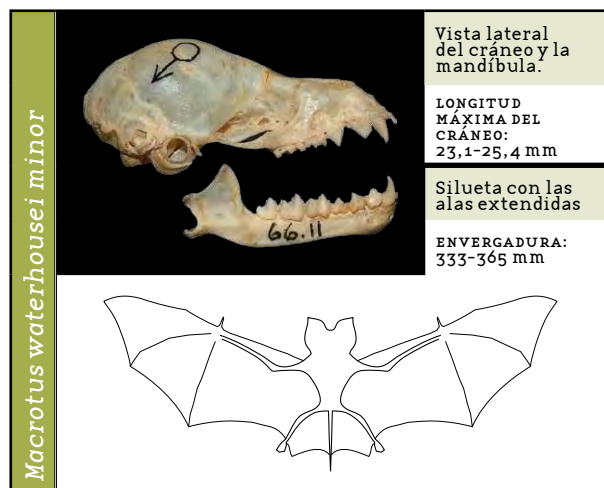 Macrotus waterhousei minor
66.11
Vista lateral
del cráneo y la
mandíbula.
LONGITUD
MÁXIMA DEL
CRÁNEO:
23,1-25,4 mm
Silueta con las
alas extendidas
ENVERGADURA:
333-365 mm